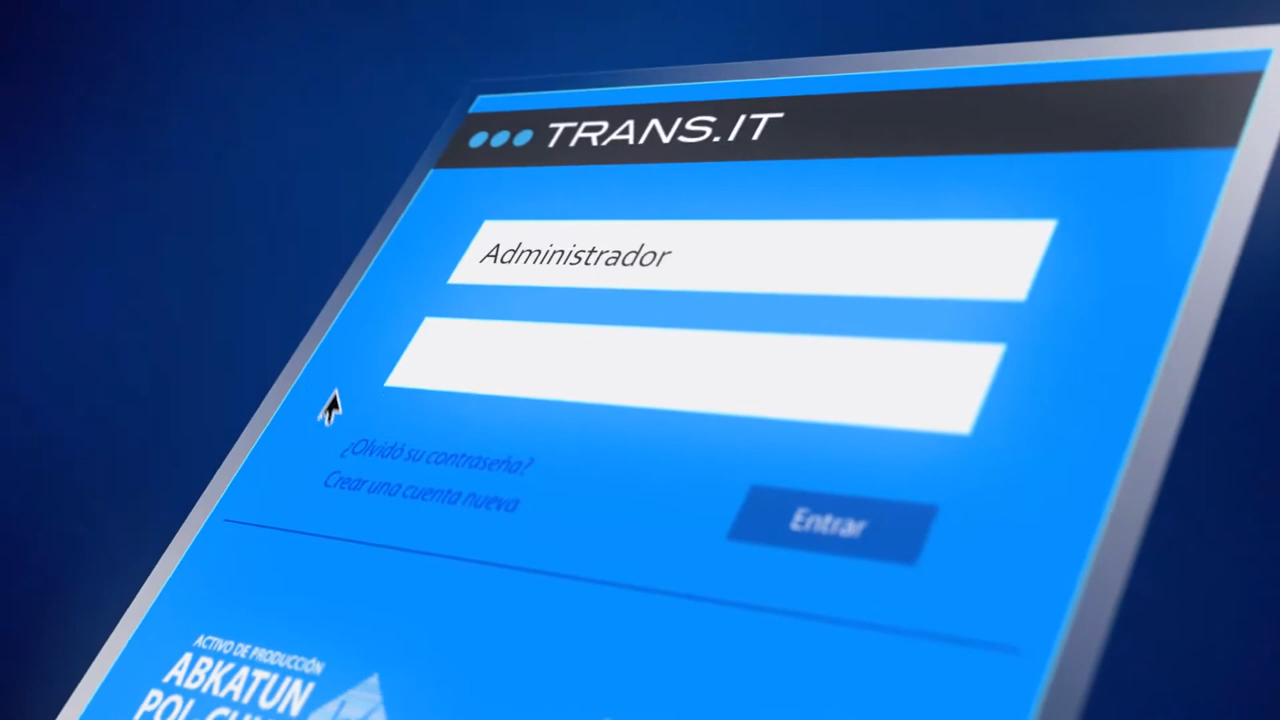 TRANS.IT
Administrador
¿Olvidó su contraseña?
Crear una cuenta nueva
Entrar
ACTIVO DE PRODUCCIÓN
ABKATUN